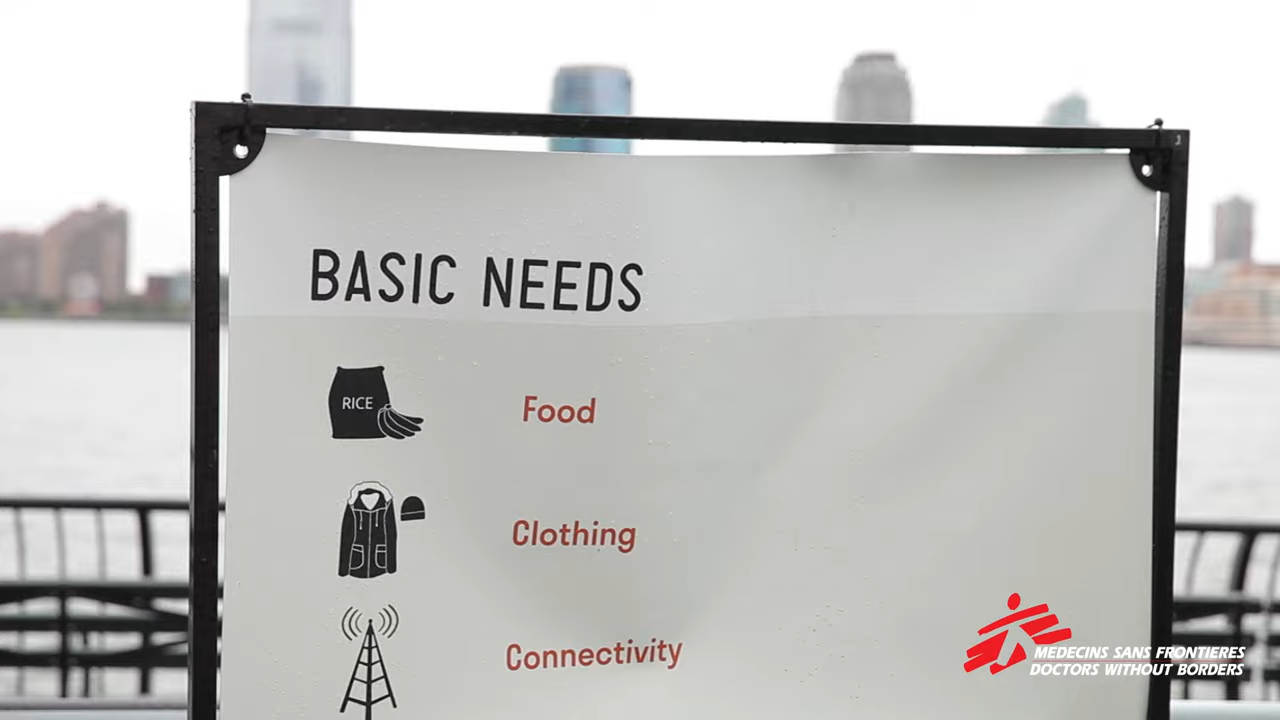 BASIC NEEDS
RICE
Food
Clothing
Connectivity
MEDECINS SANS FRONTIERES
DOCTORS WITHOUT BORDERS